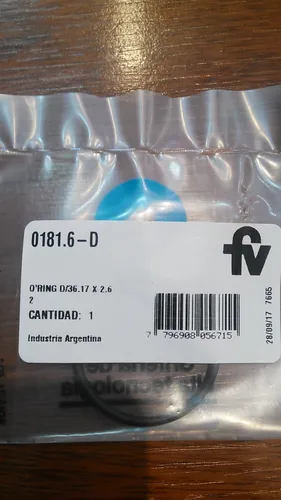 0181.6-D
fv
O'RING D/36.17 X 2.6
2
CANTIDAD: 1
7 796908 056715
Industria Argentina
28/09/17 7665